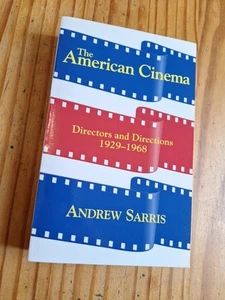 The
American Cinema
Directors and Directions
1929–1968
ANDREW SARRIS